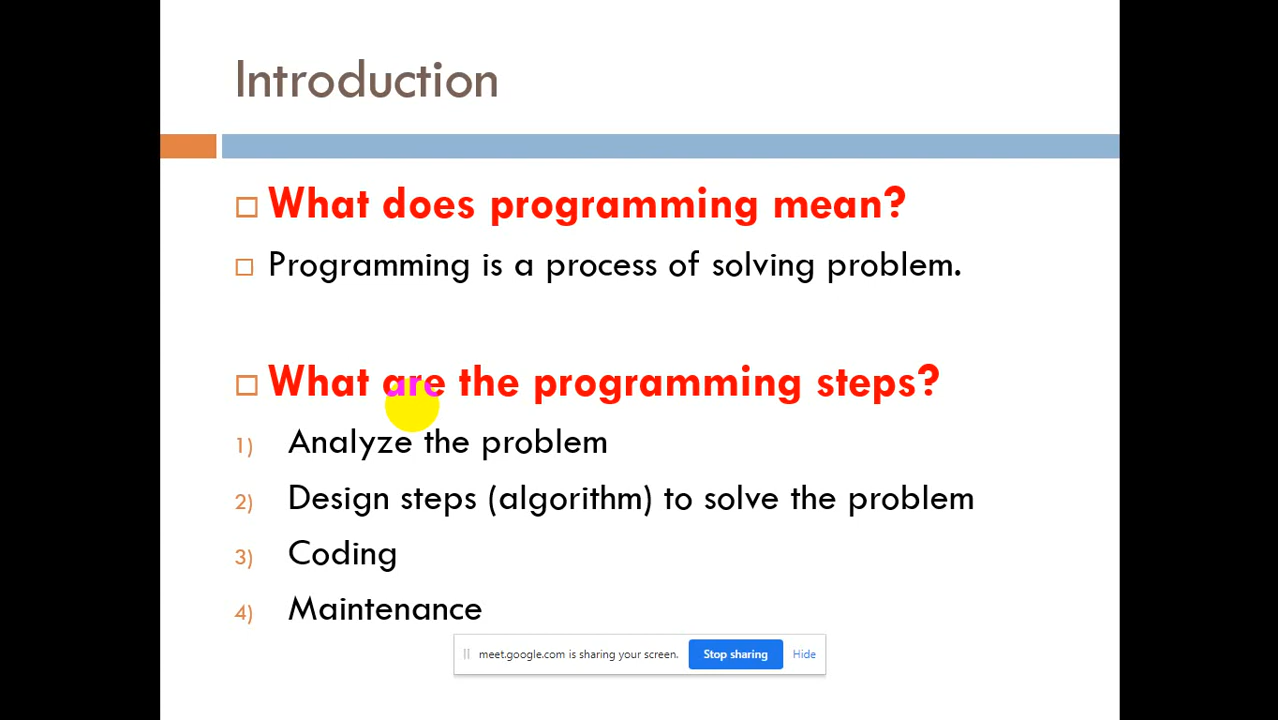 Introduction
What does programming mean?
Programming is a process of solving problem.
What are the programming steps?
1) Analyze the problem
2) Design steps (algorithm) to solve the problem
3) Coding
4) Maintenance
meet.google.com is sharing your screen. Stop sharing Hide